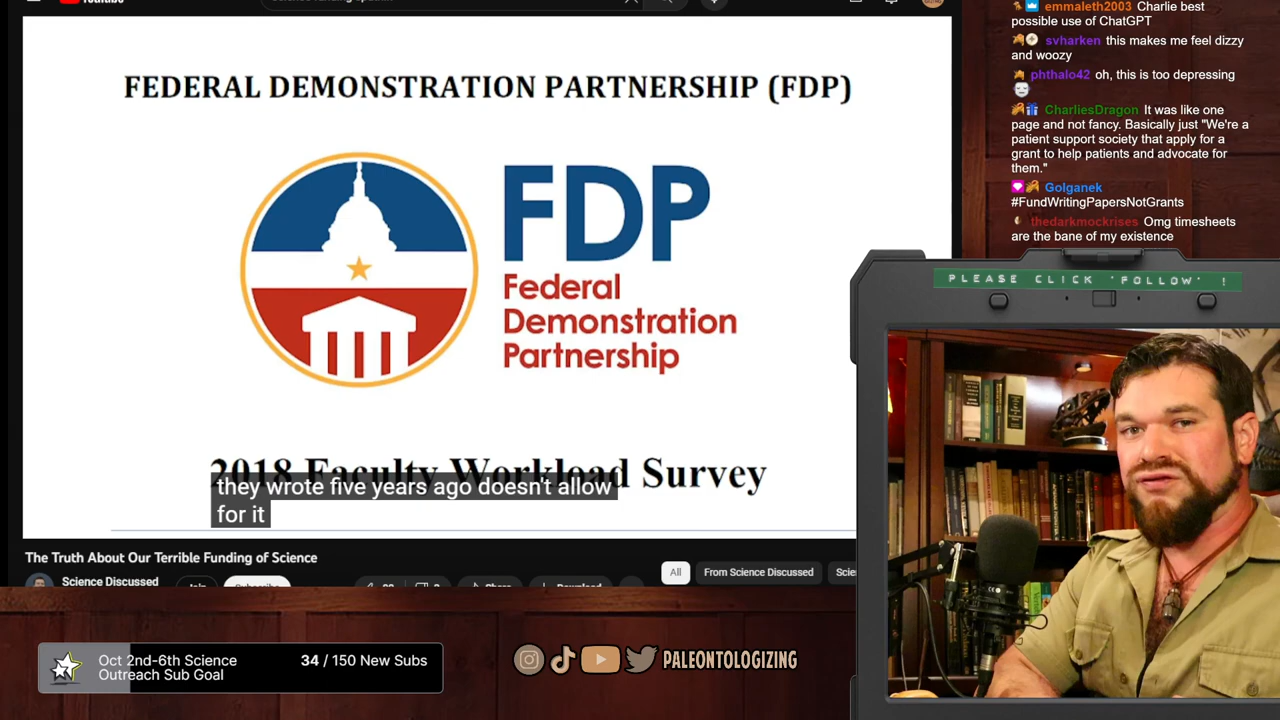 FEDERAL DEMONSTRATION PARTNERSHIP (FDP)
FDP
Federal
Demonstration
Partnership
2018 Faculty Workload Survey
they wrote five years ago doesn't allow
for it
The Truth About Our Terrible Funding of Science
Science Discussed
Join
Subscribe
Share
Download
All
From Science Discussed
emmaleth2003 Charlie best
possible use of ChatGPT
svharken this makes me feel dizzy
and woozy
phthalo42 oh, this is too depressing
CharliesDragon It was like one
page and not fancy. Basically just "We're a
patient support society that apply for a
grant to help patients and advocate for
them."
Golganek
#FundWritingPapersNotGrants
thedarkmockrises Omg timesheets
are the bane of my existence
PLEASE CLICK "FOLLOW" !
Oct 2nd-6th Science
Outreach Sub Goal
34 / 150 New Subs
PALEONTOLOGIZING